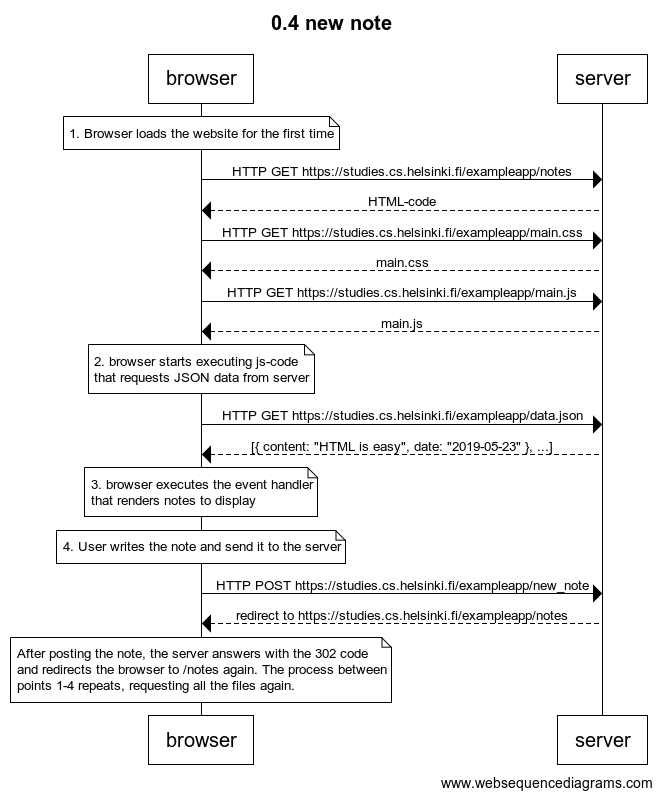 0.4 new note
browser
server
1. Browser loads the website for the first time
HTTP GET https://studies.cs.helsinki.fi/exampleapp/notes
HTML-code
HTTP GET https://studies.cs.helsinki.fi/exampleapp/main.css
main.css
HTTP GET https://studies.cs.helsinki.fi/exampleapp/main.js
main.js
2. browser starts executing js-code
that requests JSON data from server
HTTP GET https://studies.cs.helsinki.fi/exampleapp/data.json
[{ content: "HTML is easy", date: "2019-05-23" }, ...]
3. browser executes the event handler
that renders notes to display
4. User writes the note and send it to the server
HTTP POST https://studies.cs.helsinki.fi/exampleapp/new_note
redirect to https://studies.cs.helsinki.fi/exampleapp/notes
After posting the note, the server answers with the 302 code
and redirects the browser to /notes again. The process between
points 1-4 repeats, requesting all the files again.
browser
server
www.websequencediagrams.com